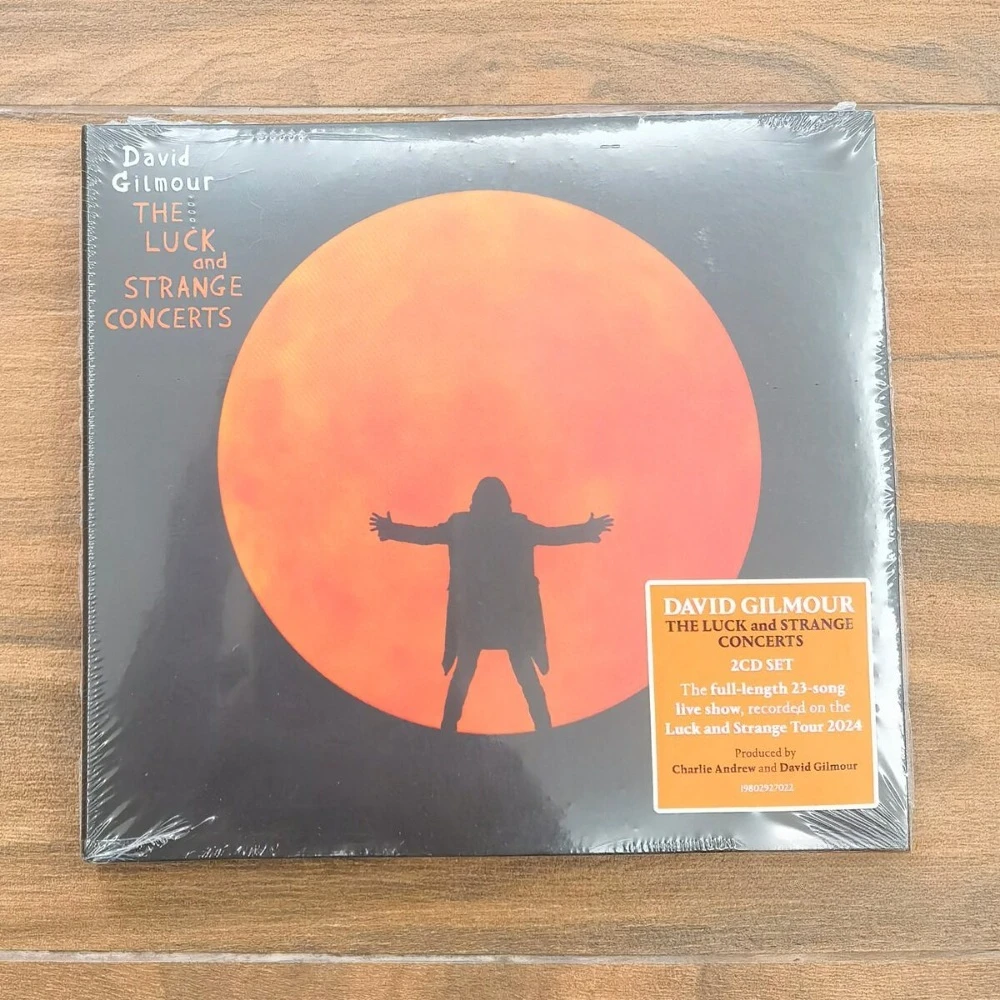 David
Gilmour
THE
LUCK
and
STRANGE
CONCERTS
DAVID GILMOUR
THE LUCK and STRANGE
CONCERTS
2CD SET
The full-length 23-song
live show, recorded on the
Luck and Strange Tour 2024
Produced by
Charlie Andrew and David Gilmour
19802927022